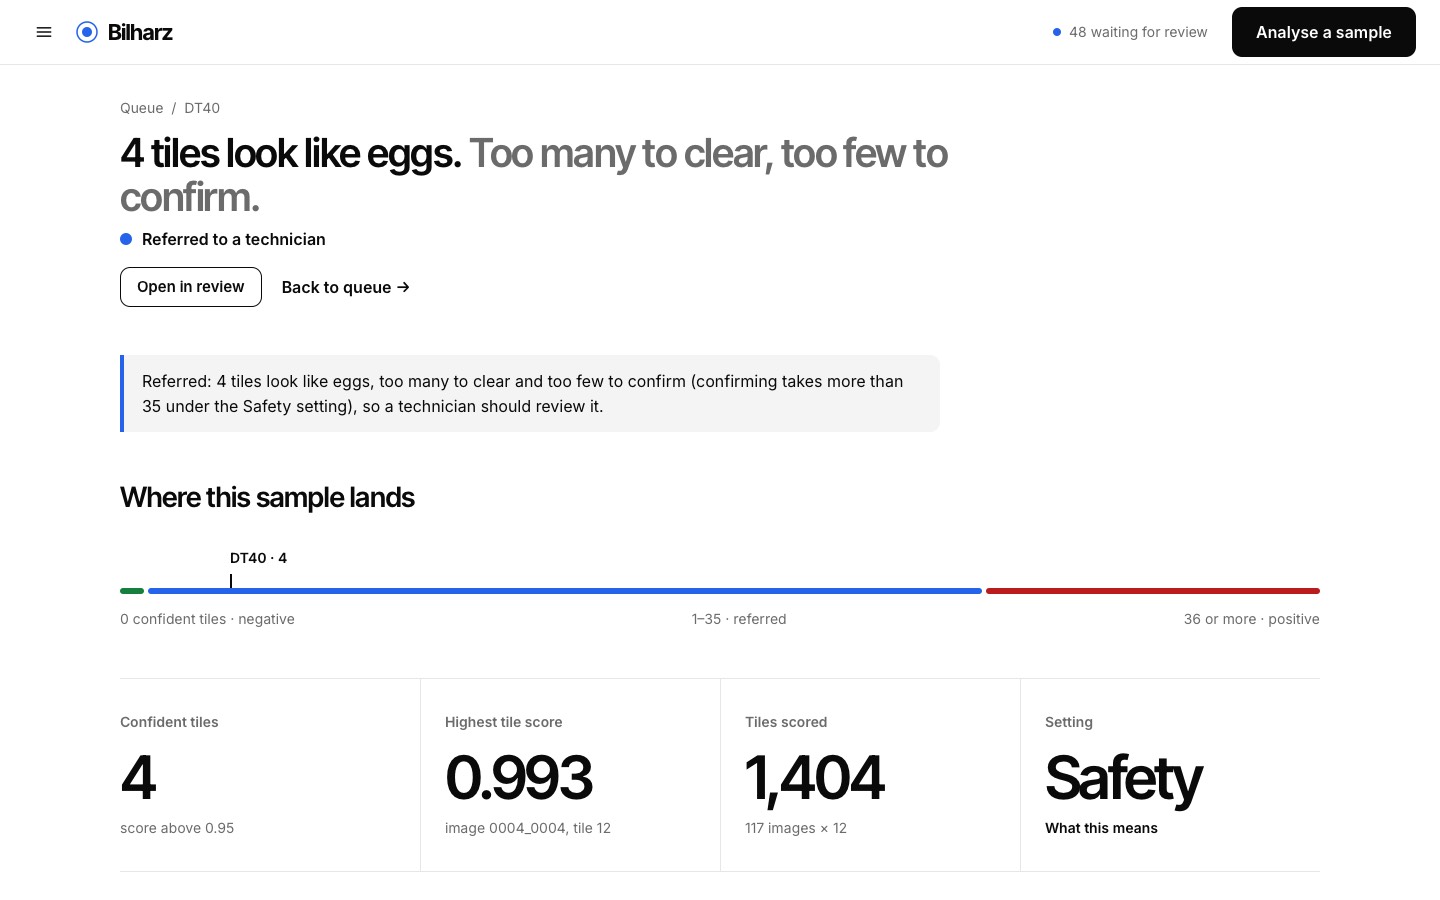 Bilharz
48 waiting for review
Analyse a sample
Queue / DT40
4 tiles look like eggs. Too many to clear, too few to
confirm.
Referred to a technician
Open in review
Back to queue →
Referred: 4 tiles look like eggs, too many to clear and too few to confirm (confirming takes more than
35 under the Safety setting), so a technician should review it.
Where this sample lands
DT40 · 4
0 confident tiles · negative
1–35 · referred
36 or more · positive
Confident tiles
4
score above 0.95
Highest tile score
0.993
image 0004_0004, tile 12
Tiles scored
1,404
117 images × 12
Setting
Safety
What this means